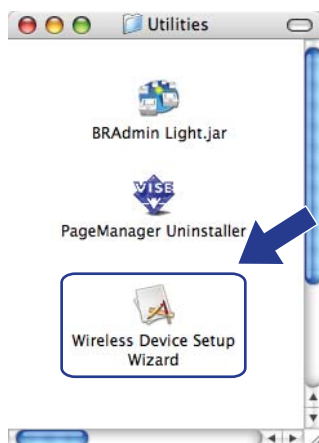 Utilities
BRAdmin Light.jar
VISE
PageManager Uninstaller
Wireless Device Setup
Wizard